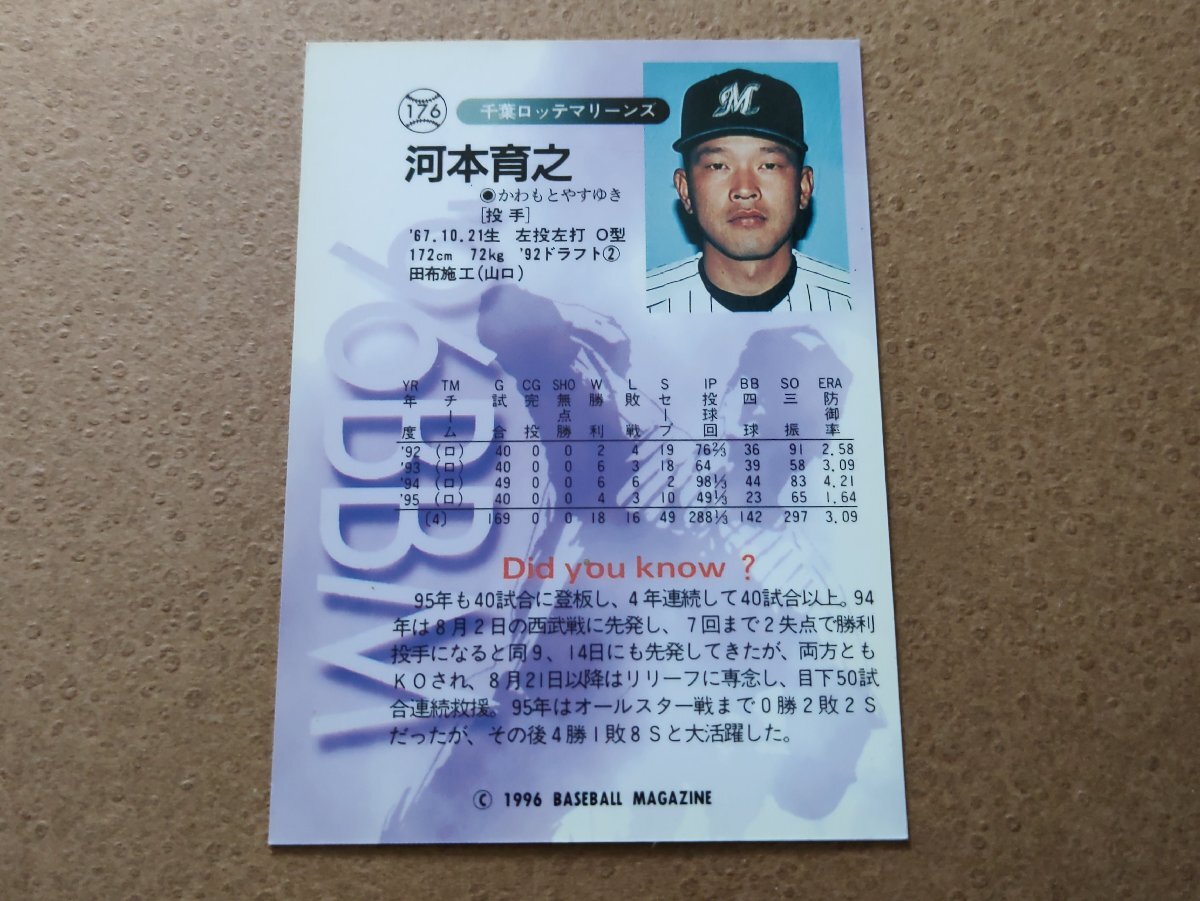 176 千葉ロッテマリーンズ
M
河本育之
◉かわもとやすゆき
[投手]
'67.10.21生 左投左打 O型
172cm 72kg '92ドラフト②
田布施工(山口)
'96BBM
YR TM G CG SHO W L S IP BB SO ERA
年度 チーム 試合 完投 無点勝 勝利 敗戦 セーブ 投球回 四球 三振 防御率
'92 (ロ) 40 0 0 2 4 19 76 2/3 36 91 2.58
'93 (ロ) 40 0 0 6 3 18 64 39 58 3.09
'94 (ロ) 49 0 0 6 6 2 98 1/3 44 83 4.21
'95 (ロ) 40 0 0 4 3 10 49 1/3 23 65 1.64
(4) 169 0 0 18 16 49 288 1/3 142 297 3.09
Did you know ?
95年も40試合に登板し、4年連続して40試合以上。94
年は8月2日の西武戦に先発し、7回まで2失点で勝利
投手になると同9、14日にも先発してきたが、両方とも
KOされ、8月21日以降はリリーフに専念し、目下50試
合連続救援。95年はオールスター戦まで0勝2敗2S
だったが、その後4勝1敗8Sと大活躍した。
© 1996 BASEBALL MAGAZINE